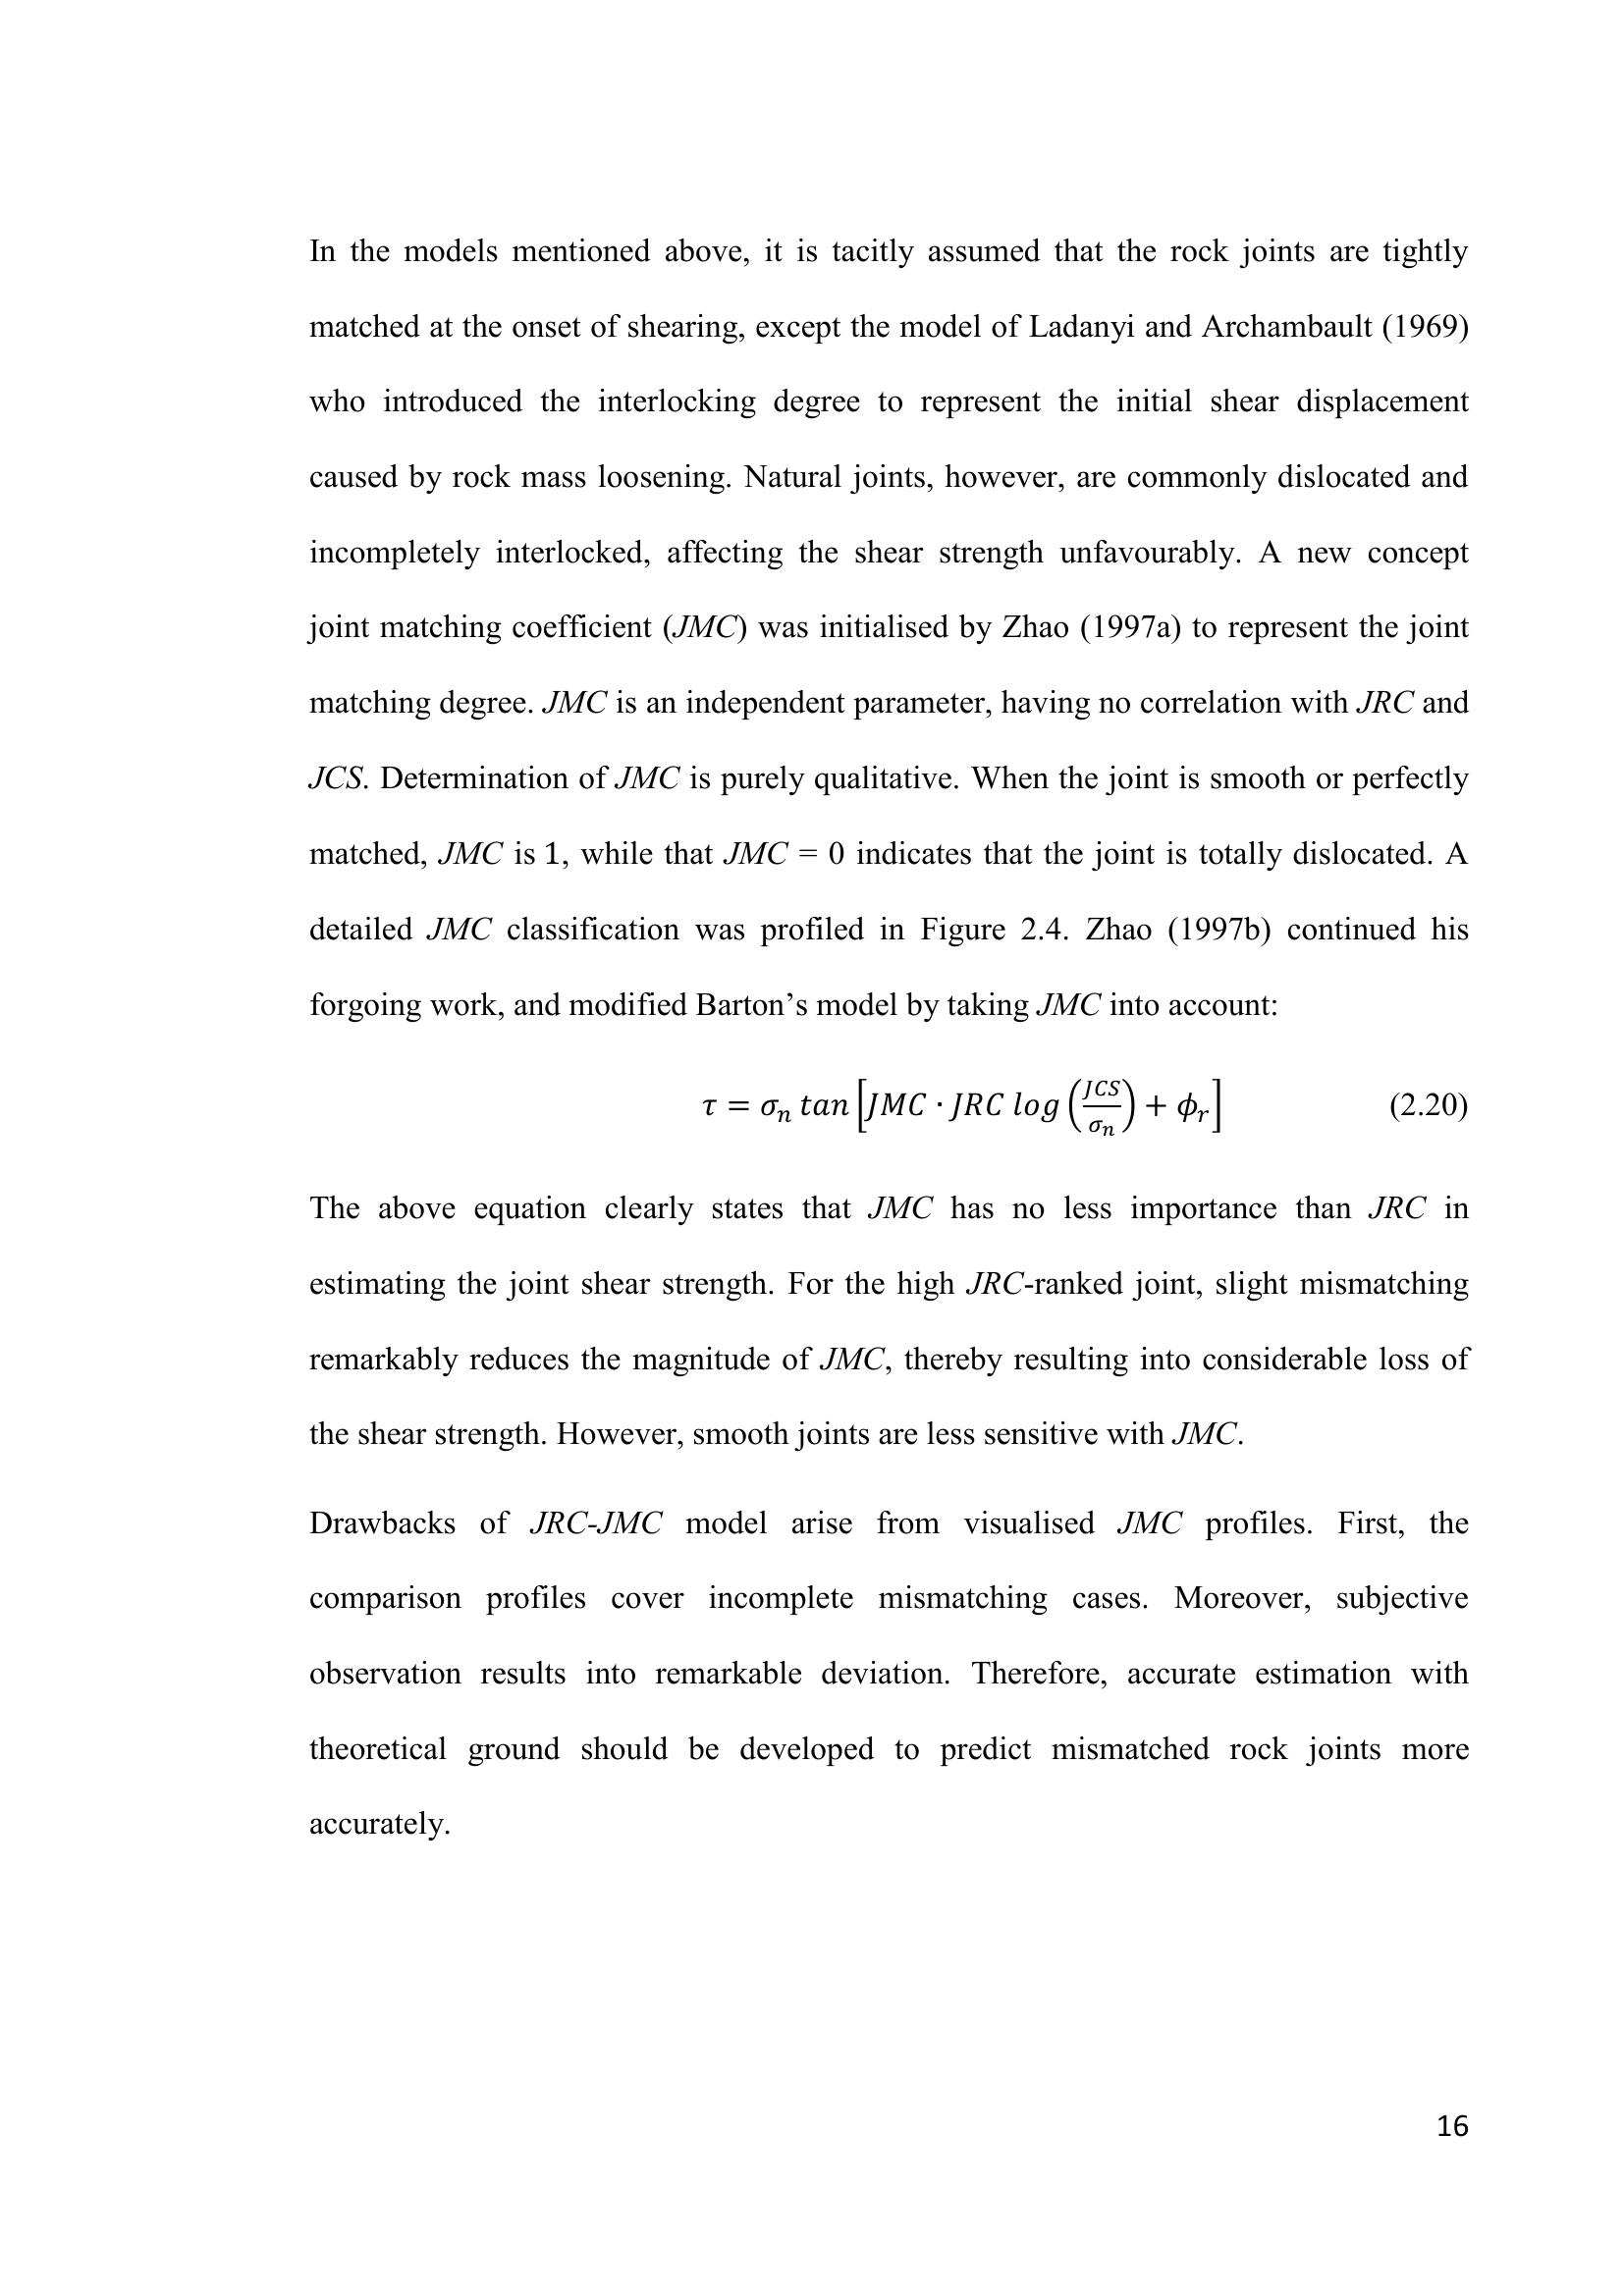 In the models mentioned above, it is tacitly assumed that the rock joints are tightly
matched at the onset of shearing, except the model of Ladanyi and Archambault (1969)
who introduced the interlocking degree to represent the initial shear displacement
caused by rock mass loosening. Natural joints, however, are commonly dislocated and
incompletely interlocked, affecting the shear strength unfavourably. A new concept
joint matching coefficient (JMC) was initialised by Zhao (1997a) to represent the joint
matching degree. JMC is an independent parameter, having no correlation with JRC and
JCS. Determination of JMC is purely qualitative. When the joint is smooth or perfectly
matched, JMC is 1, while that JMC = 0 indicates that the joint is totally dislocated. A
detailed JMC classification was profiled in Figure 2.4. Zhao (1997b) continued his
forgoing work, and modified Barton’s model by taking JMC into account:
τ = σₙ tan [JMC · JRC log (JCS/σₙ) + ϕᵣ] (2.20)
The above equation clearly states that JMC has no less importance than JRC in
estimating the joint shear strength. For the high JRC-ranked joint, slight mismatching
remarkably reduces the magnitude of JMC, thereby resulting into considerable loss of
the shear strength. However, smooth joints are less sensitive with JMC.
Drawbacks of JRC-JMC model arise from visualised JMC profiles. First, the
comparison profiles cover incomplete mismatching cases. Moreover, subjective
observation results into remarkable deviation. Therefore, accurate estimation with
theoretical ground should be developed to predict mismatched rock joints more
accurately.
16